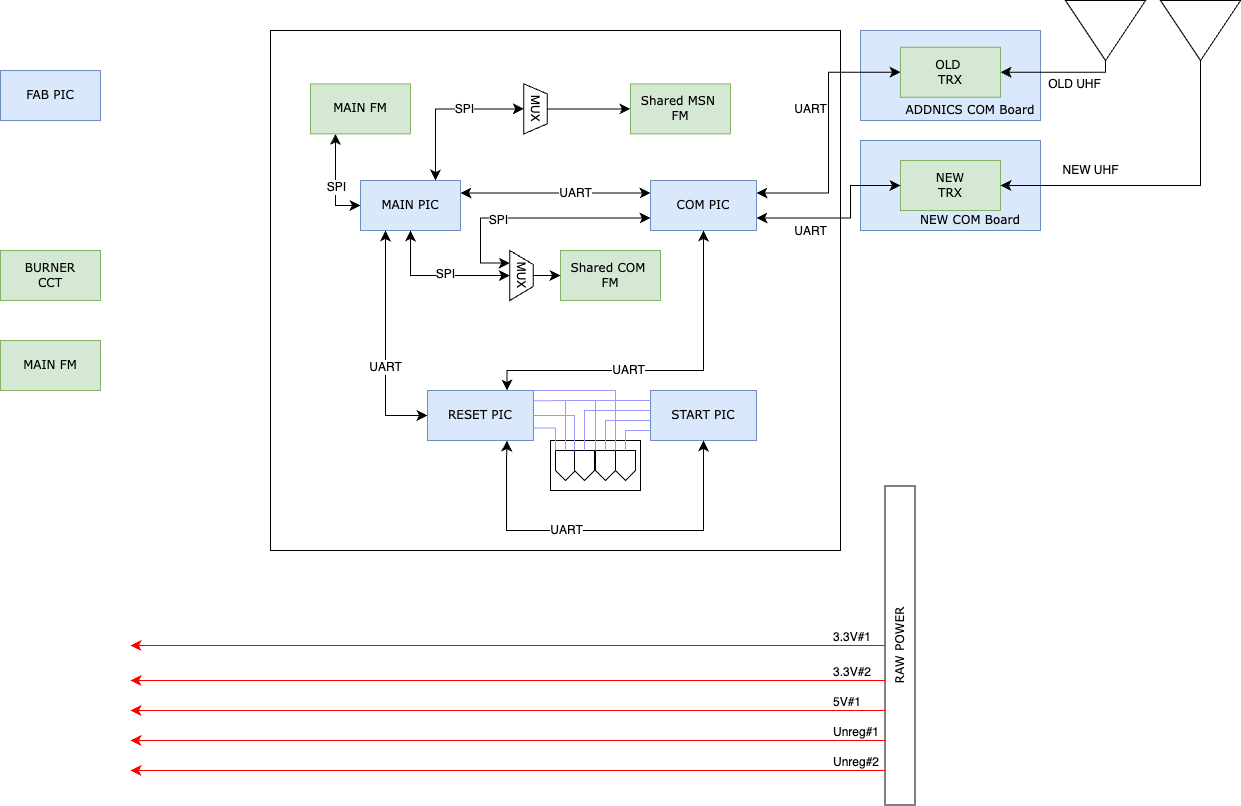 OLD
TRX
OLD UHF
ADDNICS COM Board
FAB PIC
MAIN FM
SPI
MUX
Shared MSN
FM
UART
NEW UHF
NEW
TRX
NEW COM Board
SPI
MAIN PIC
UART
COM PIC
SPI
UART
BURNER
CCT
SPI
MUX
Shared COM
FM
MAIN FM
UART
UART
RESET PIC
START PIC
UART
RAW POWER
3.3V#1
3.3V#2
5V#1
Unreg#1
Unreg#2